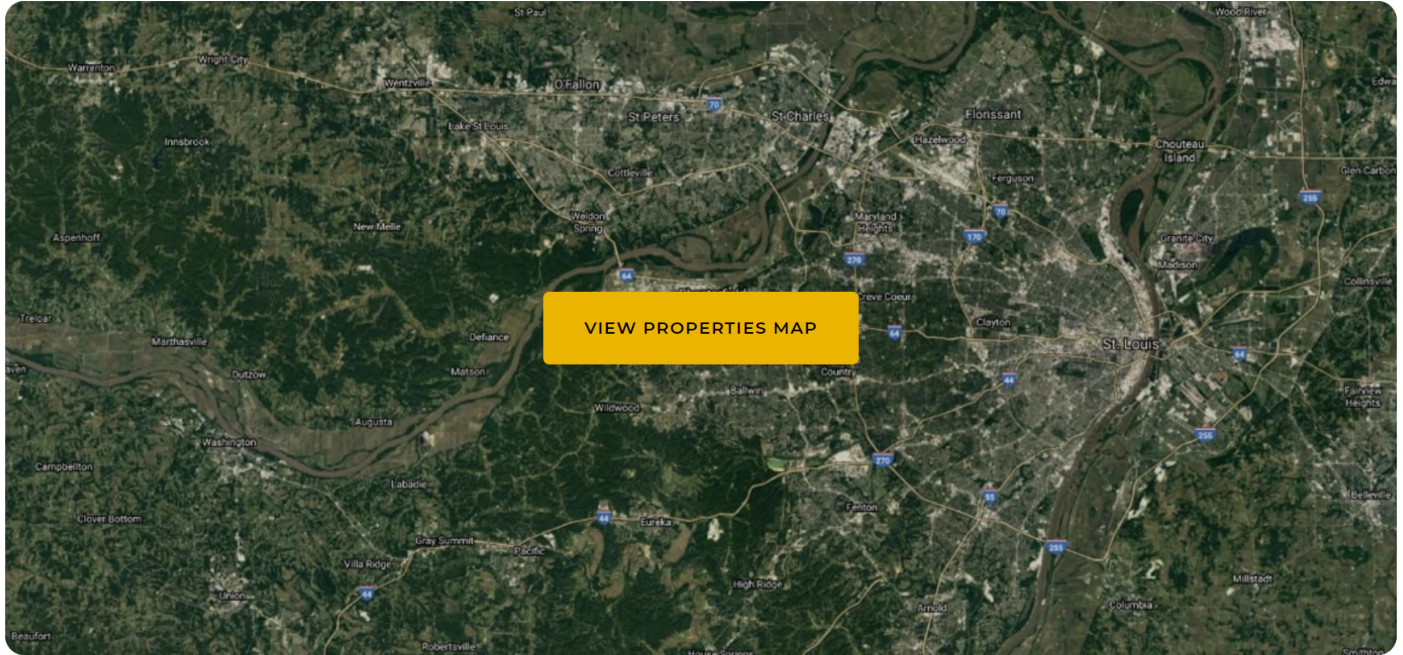 St Paul
Wood River
Warrenton
Wright City
Wentzville
O'Fallon
70
St Peters
St Charles
Florissant
Lake St Louis
Hazelwood
Innsbrook
Chouteau
Island
Cottleville
Ferguson
Glen Carbon
255
Weldon
Spring
Maryland
Heights
70
New Melle
Aspenhoff
170
Granite City
270
Madison
64
Collinsville
Creve Coeur
Treloar
Clayton
VIEW PROPERTIES MAP
64
Defiance
Marthasville
St. Louis
64
Dutzow
Matson
Country
44
Ballwin
Fairview
Heights
Wildwood
Augusta
Washington
255
270
Campbellton
Labadie
55
Belleville
Clover Bottom
44
Eureka
Fenton
Gray Summit
Pacific
255
Villa Ridge
High Ridge
Millstadt
44
Union
Arnold
Columbia
Beaufort
Robertsville